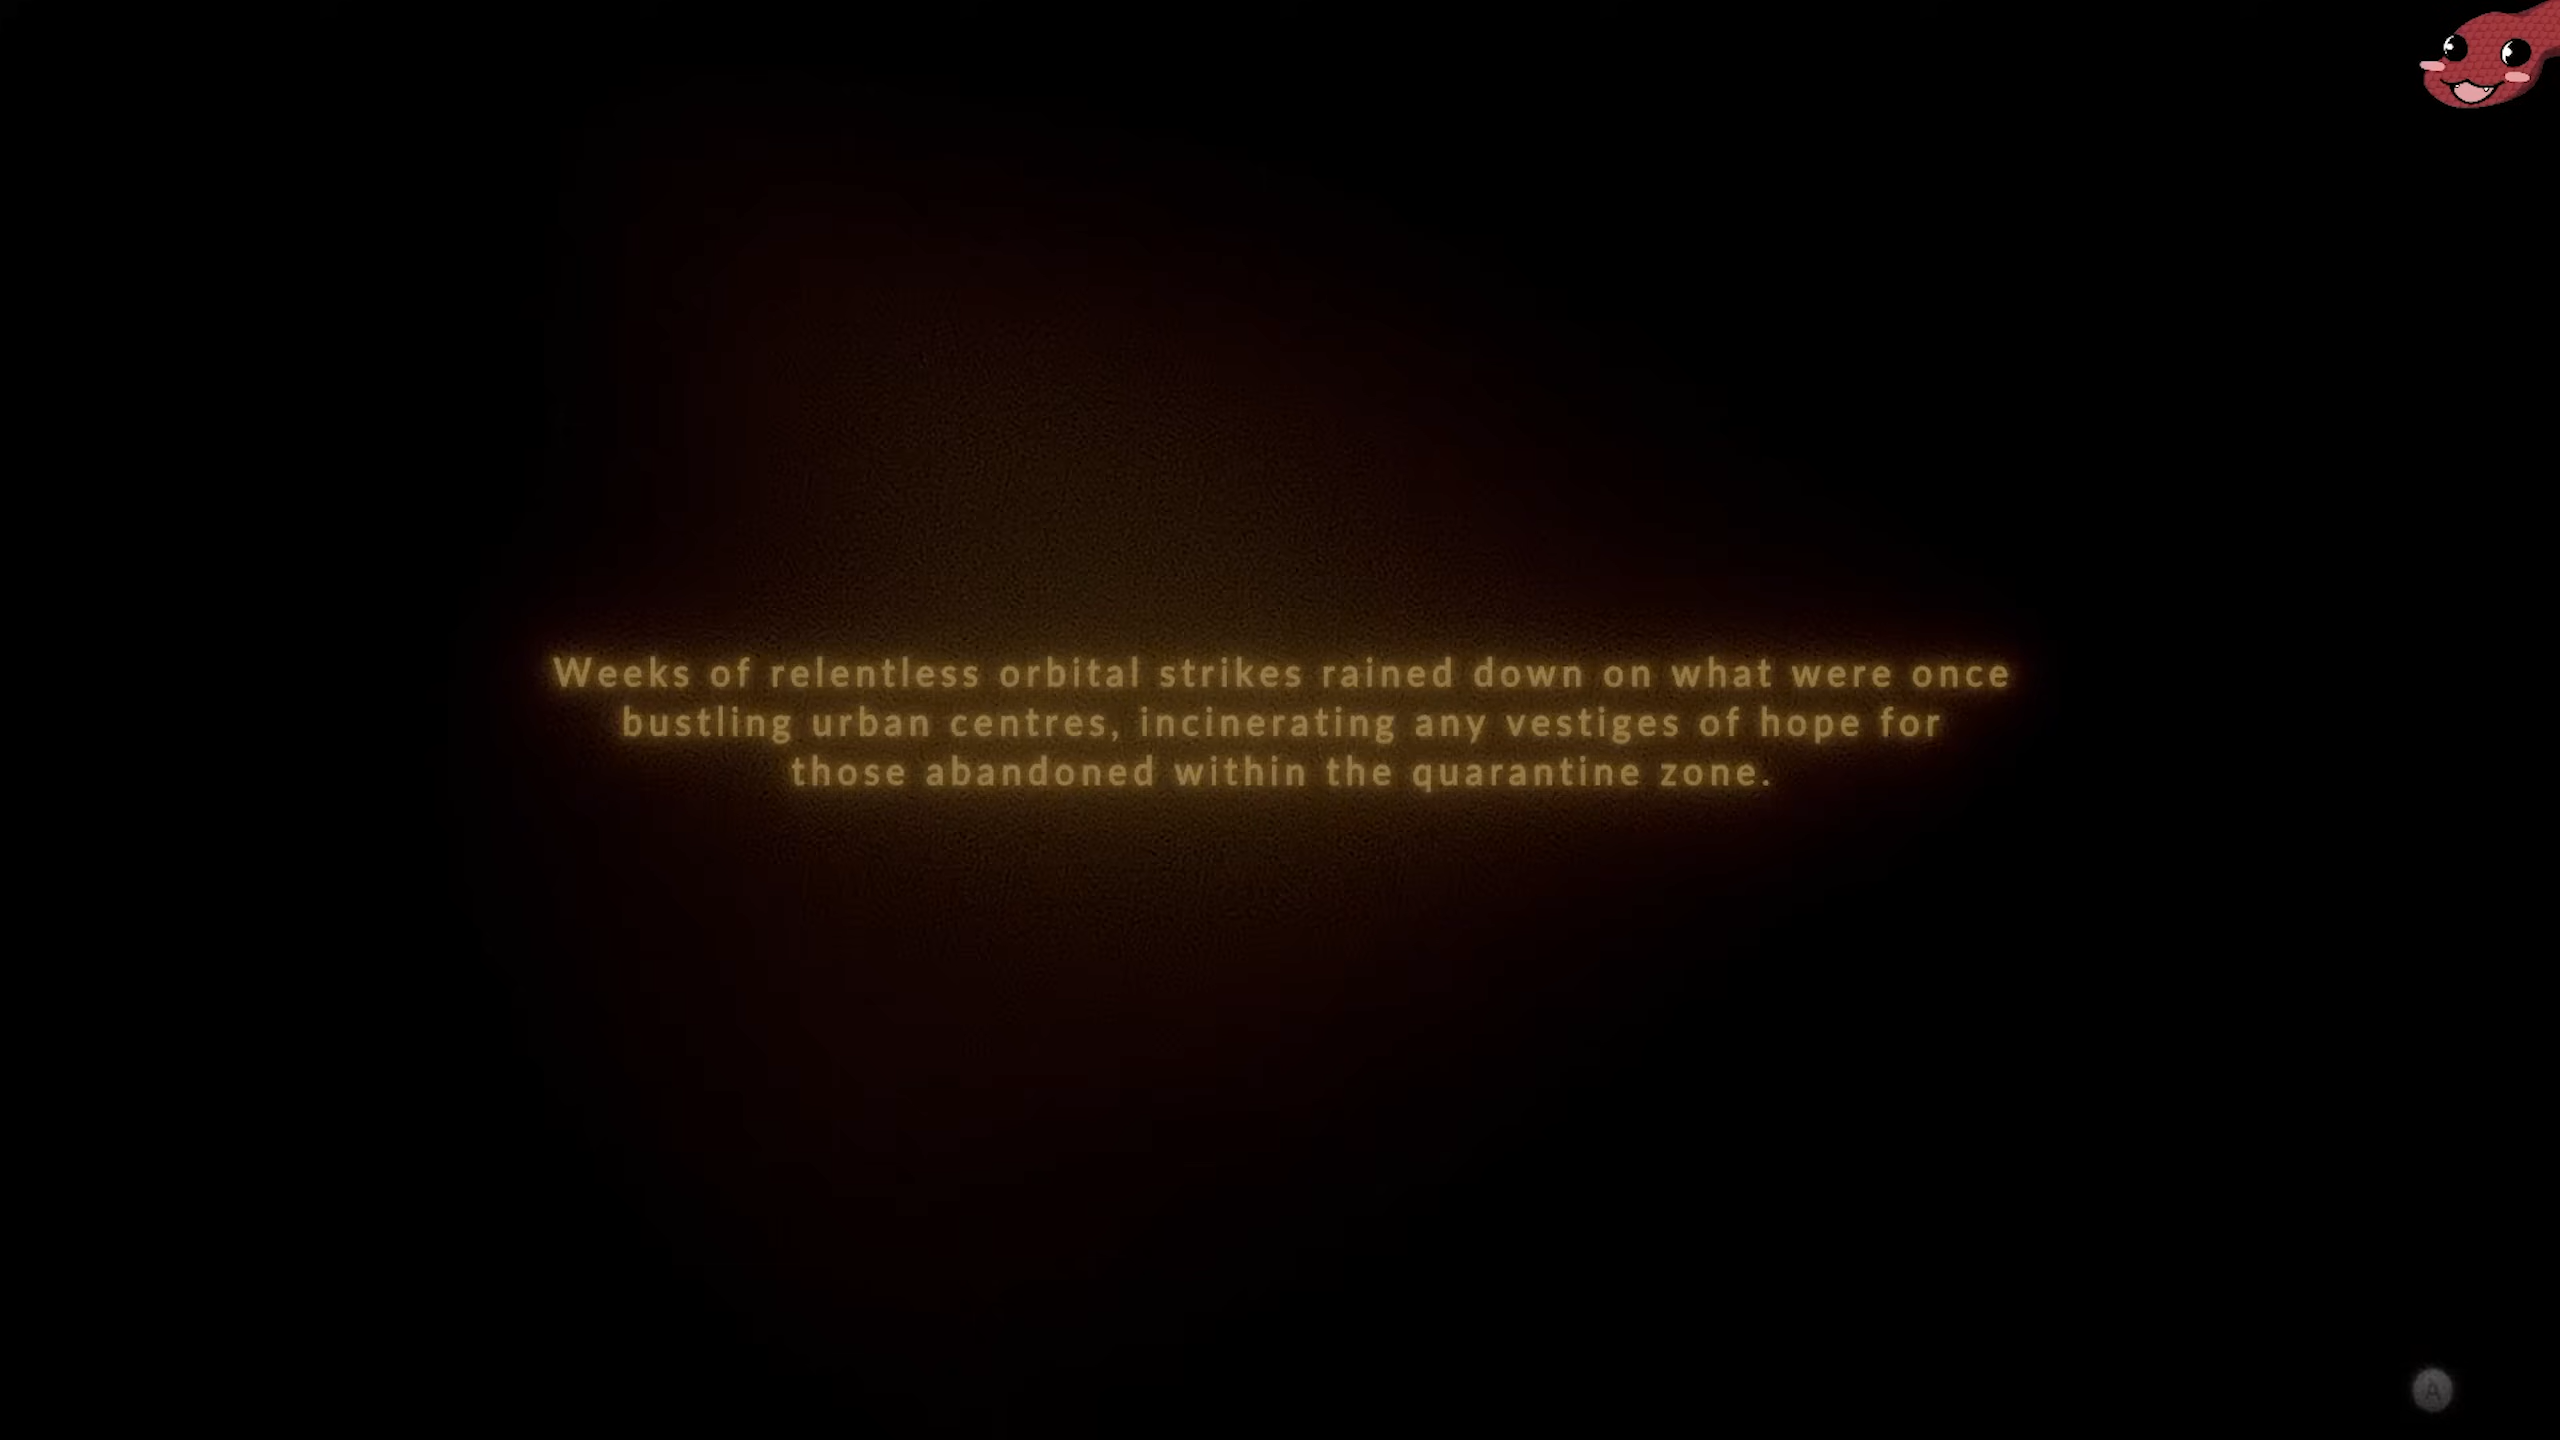 Weeks of relentless orbital strikes rained down on what were once
bustling urban centres, incinerating any vestiges of hope for
those abandoned within the quarantine zone.
A